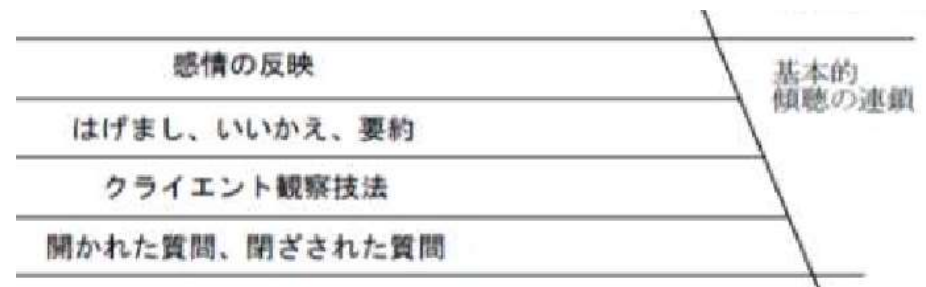 感情の反映
基本的
傾聴の連鎖
はげまし、いいかえ、要約
クライエント観察技法
開かれた質問、閉ざされた質問